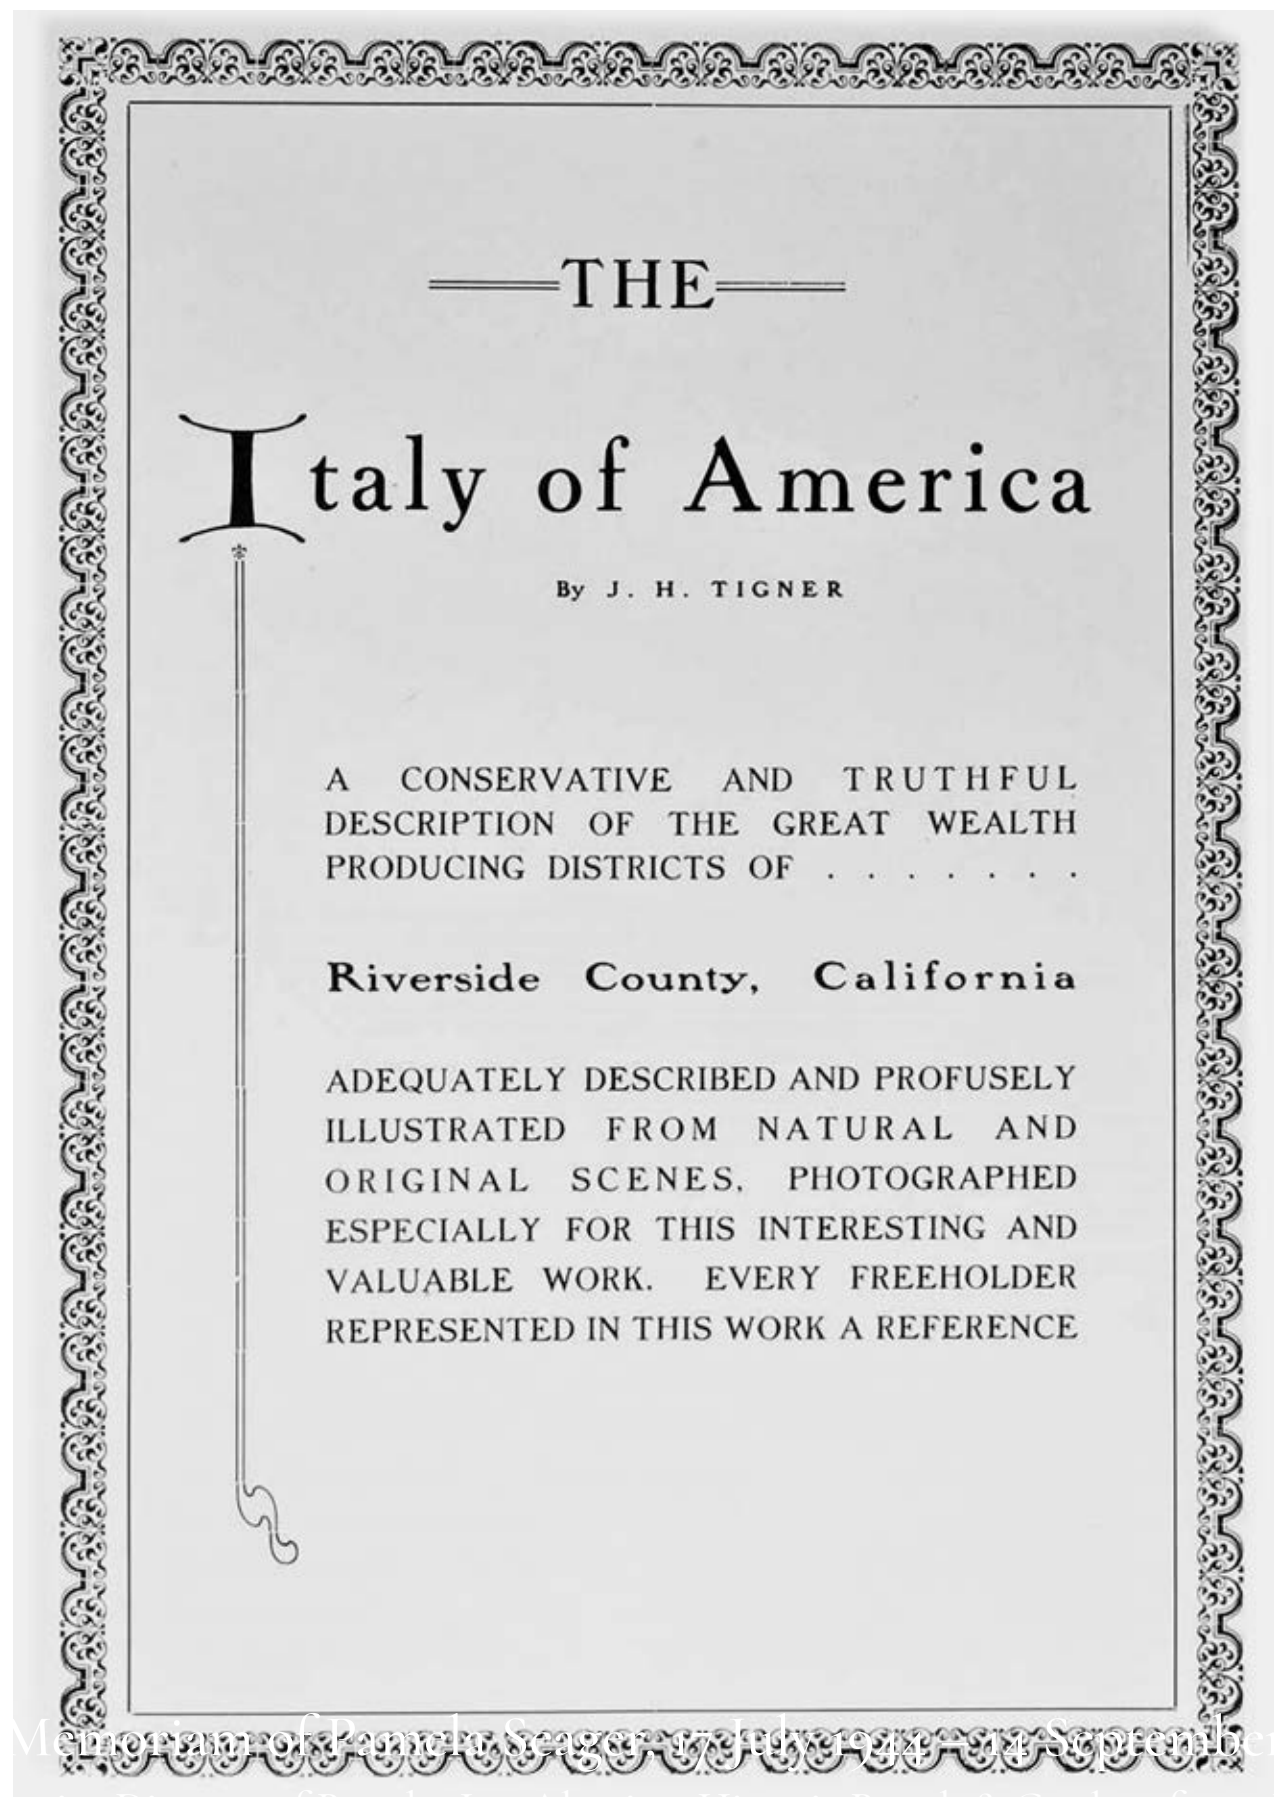 THE
Italy of America
By J. H. TIGNER
A CONSERVATIVE AND TRUTHFUL
DESCRIPTION OF THE GREAT WEALTH
PRODUCING DISTRICTS OF . . . . . . .
Riverside County, California
ADEQUATELY DESCRIBED AND PROFUSELY
ILLUSTRATED FROM NATURAL AND
ORIGINAL SCENES, PHOTOGRAPHED
ESPECIALLY FOR THIS INTERESTING AND
VALUABLE WORK. EVERY FREEHOLDER
REPRESENTED IN THIS WORK A REFERENCE
Memoriam of Pamela Seager, 17 July 1944 – 14 September